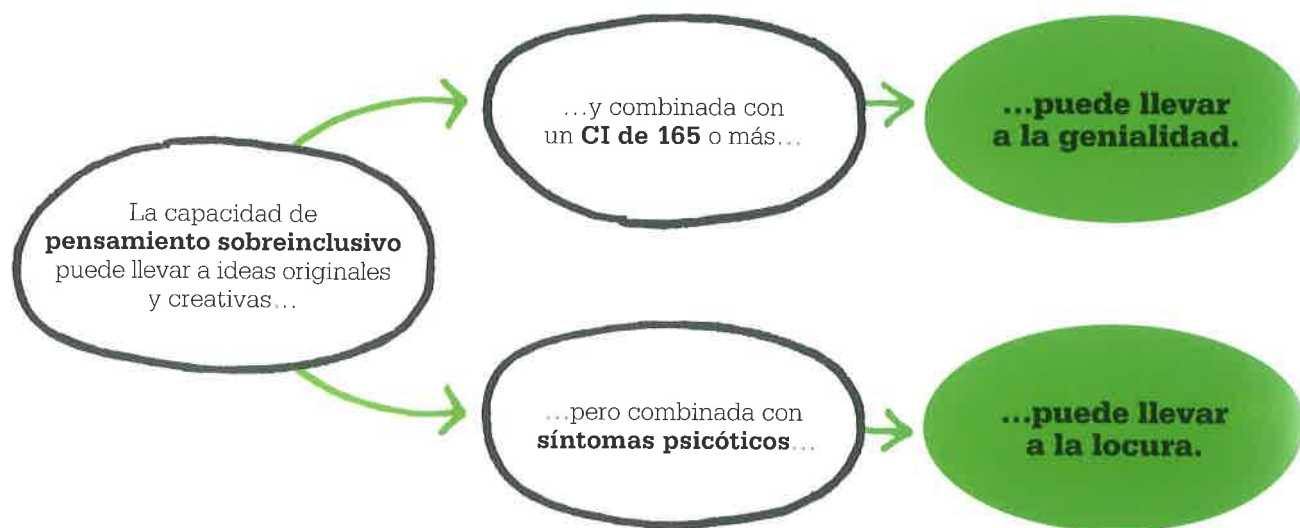 La capacidad de
pensamiento sobreinclusivo
puede llevar a ideas originales
y creativas...
...y combinada con
un CI de 165 o más...
...puede llevar
a la genialidad.
...pero combinada con
síntomas psicóticos...
...puede llevar
a la locura.